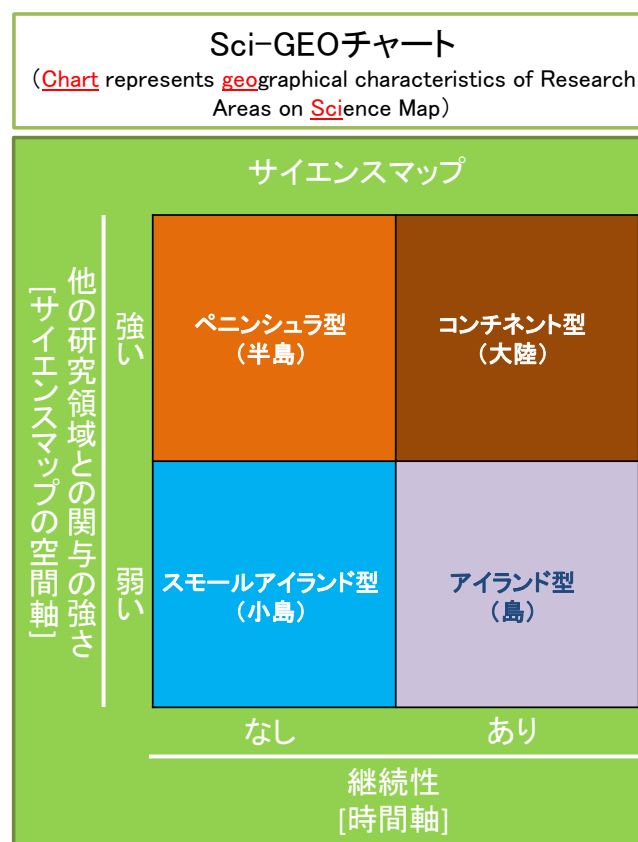 Sci-GEOチャート
（Chart represents geographical characteristics of Research
Areas on Science Map）
サイエンスマップ
他の研究領域との関与の強さ
[サイエンスマップの空間軸]
強い
ペニンシュラ型
（半島）
コンチネント型
（大陸）
弱い
スモールアイランド型
（小島）
アイランド型
（島）
なし
あり
継続性
[時間軸]